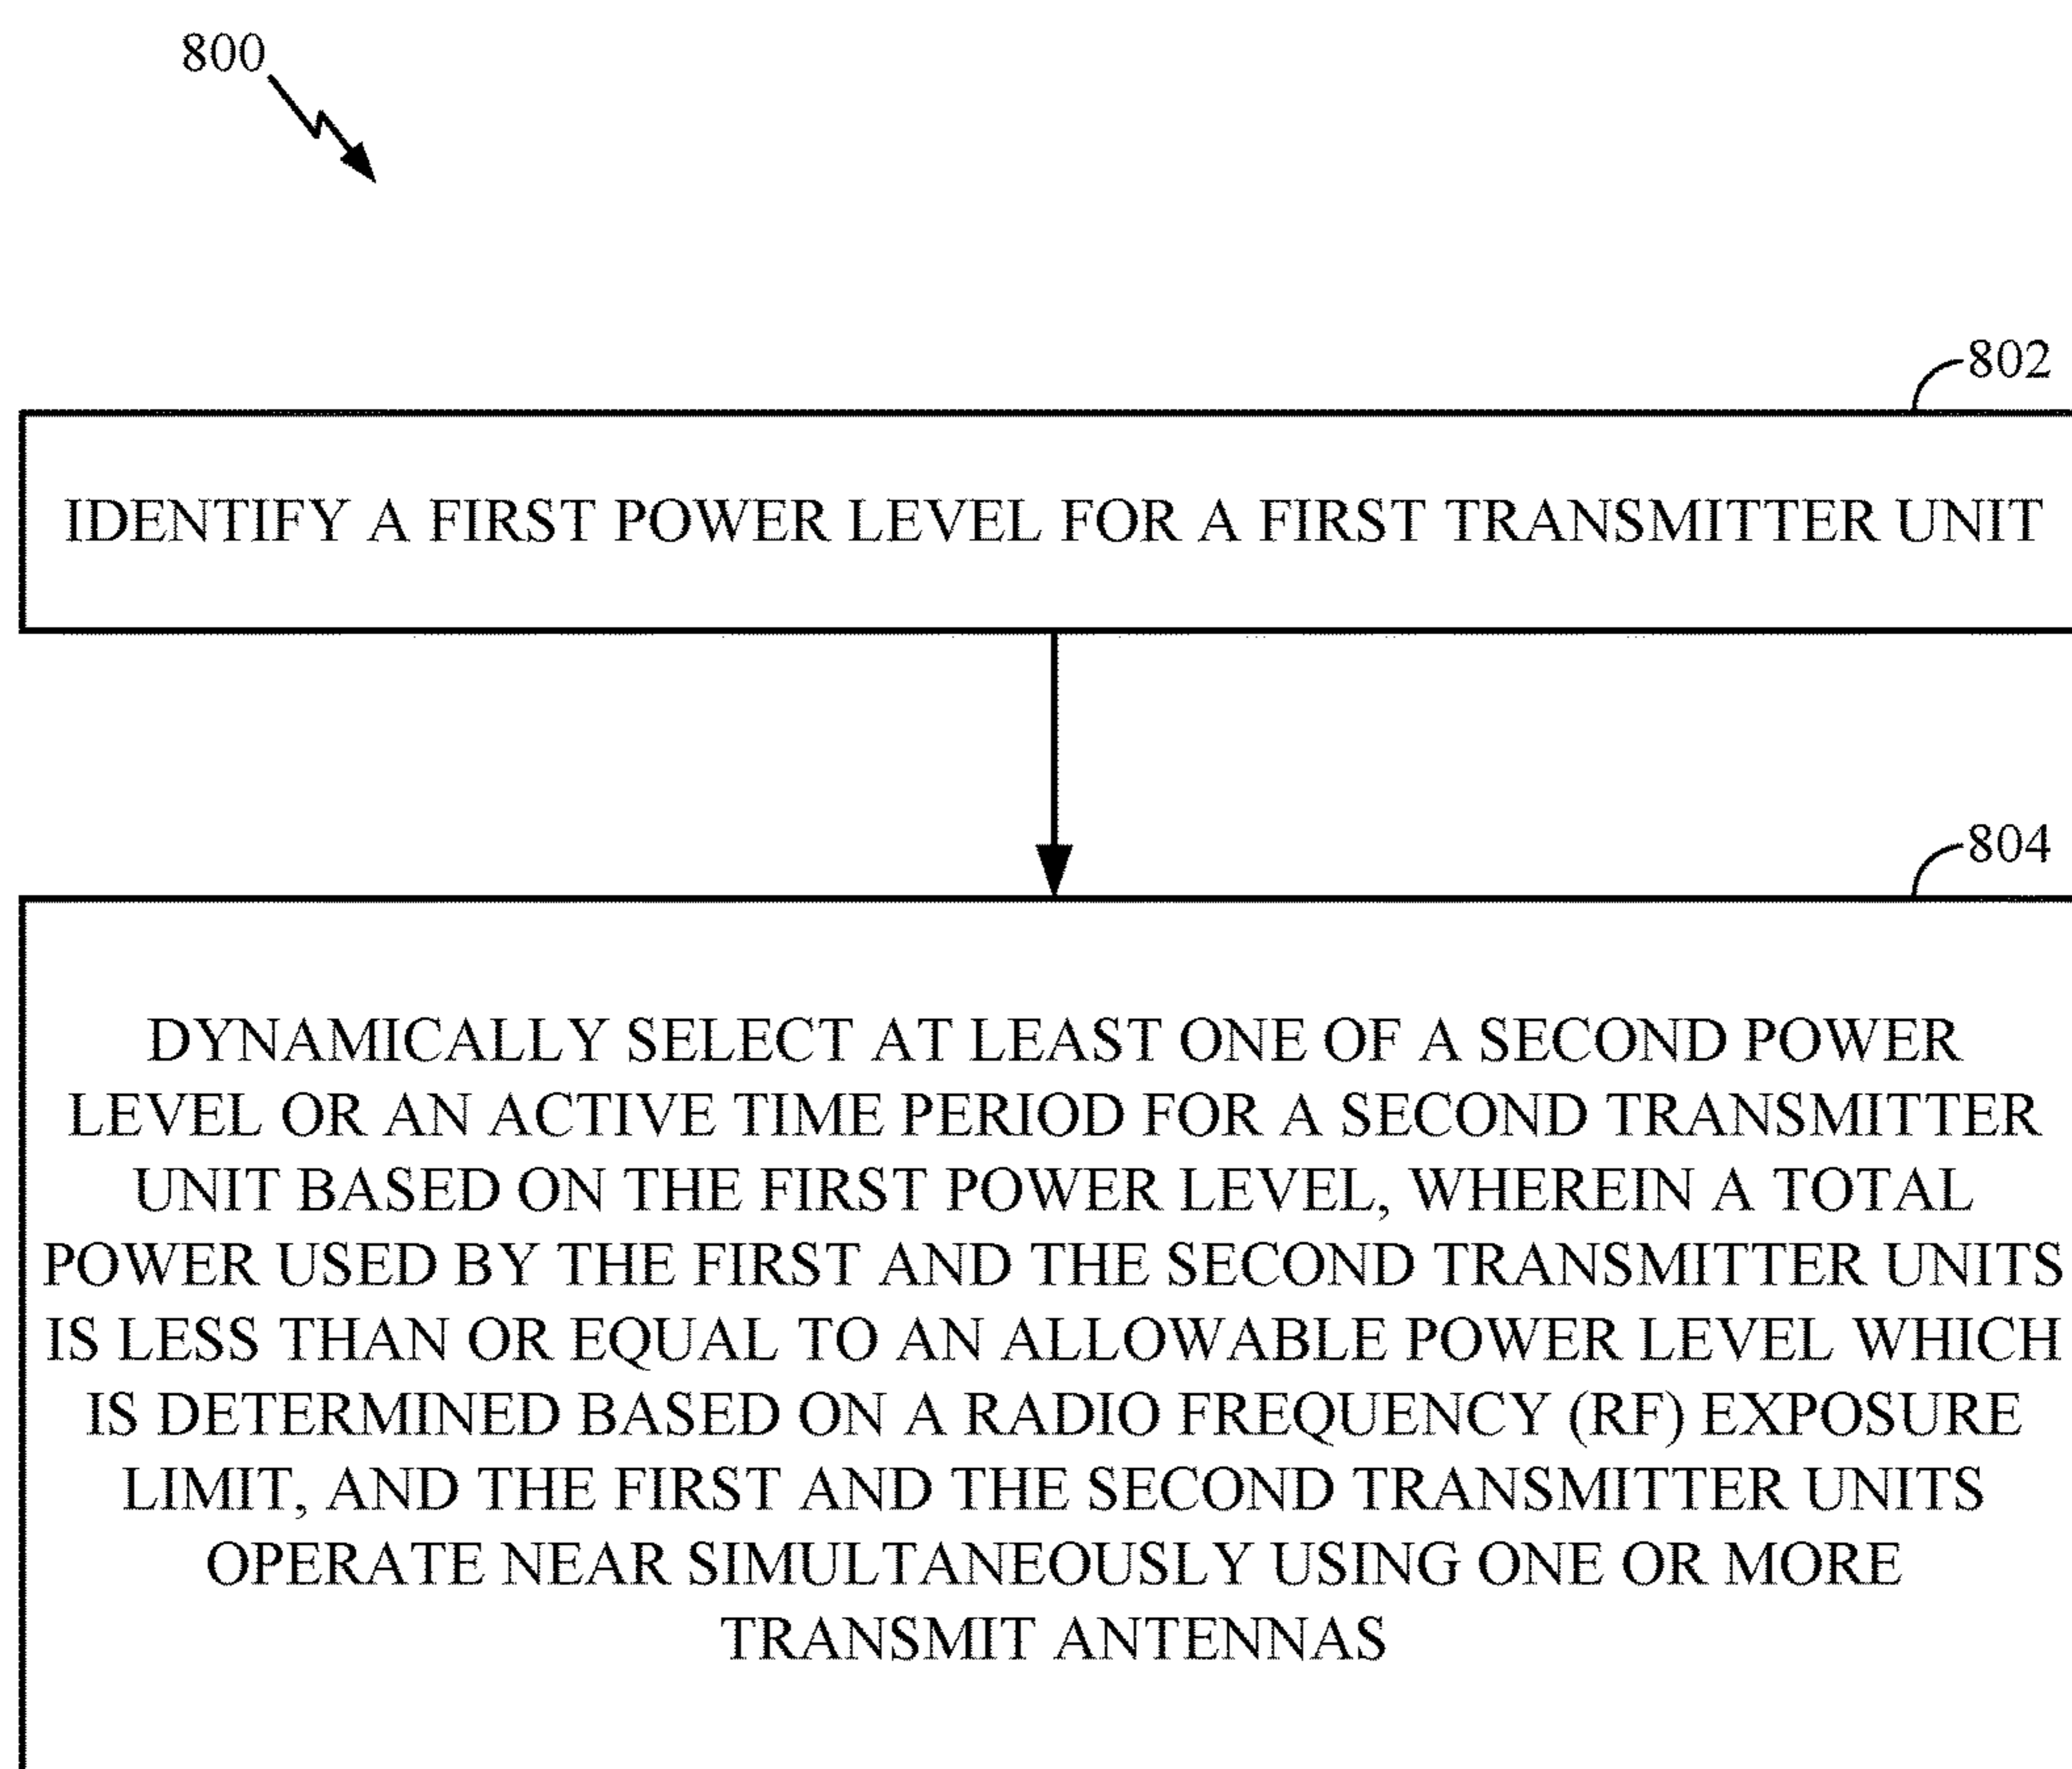 800
802
IDENTIFY A FIRST POWER LEVEL FOR A FIRST TRANSMITTER UNIT
804
DYNAMICALLY SELECT AT LEAST ONE OF A SECOND POWER
LEVEL OR AN ACTIVE TIME PERIOD FOR A SECOND TRANSMITTER
UNIT BASED ON THE FIRST POWER LEVEL, WHEREIN A TOTAL
POWER USED BY THE FIRST AND THE SECOND TRANSMITTER UNITS
IS LESS THAN OR EQUAL TO AN ALLOWABLE POWER LEVEL WHICH
IS DETERMINED BASED ON A RADIO FREQUENCY (RF) EXPOSURE
LIMIT, AND THE FIRST AND THE SECOND TRANSMITTER UNITS
OPERATE NEAR SIMULTANEOUSLY USING ONE OR MORE
TRANSMIT ANTENNAS